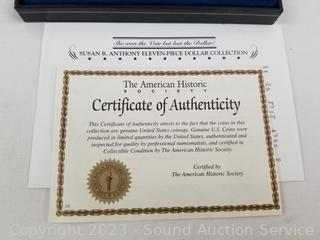 She won the Vote but lost the Dollar!
SUSAN B. ANTHONY ELEVEN-PIECE DOLLAR COLLECTION
The American Historic
SOCIETY
Certificate of Authenticity
This Certificate of Authenticity attests to the fact that the coins in this
collection are genuine United States coinage. Genuine U.S. Coins were
produced in limited quantities by the United States, authenticated and
inspected for quality by professional numismatists, and certified in
Collectible Condition by The American Historic Society.
Certified by
The American Historic Society
Copyright © 2023 - Sound Auction Service